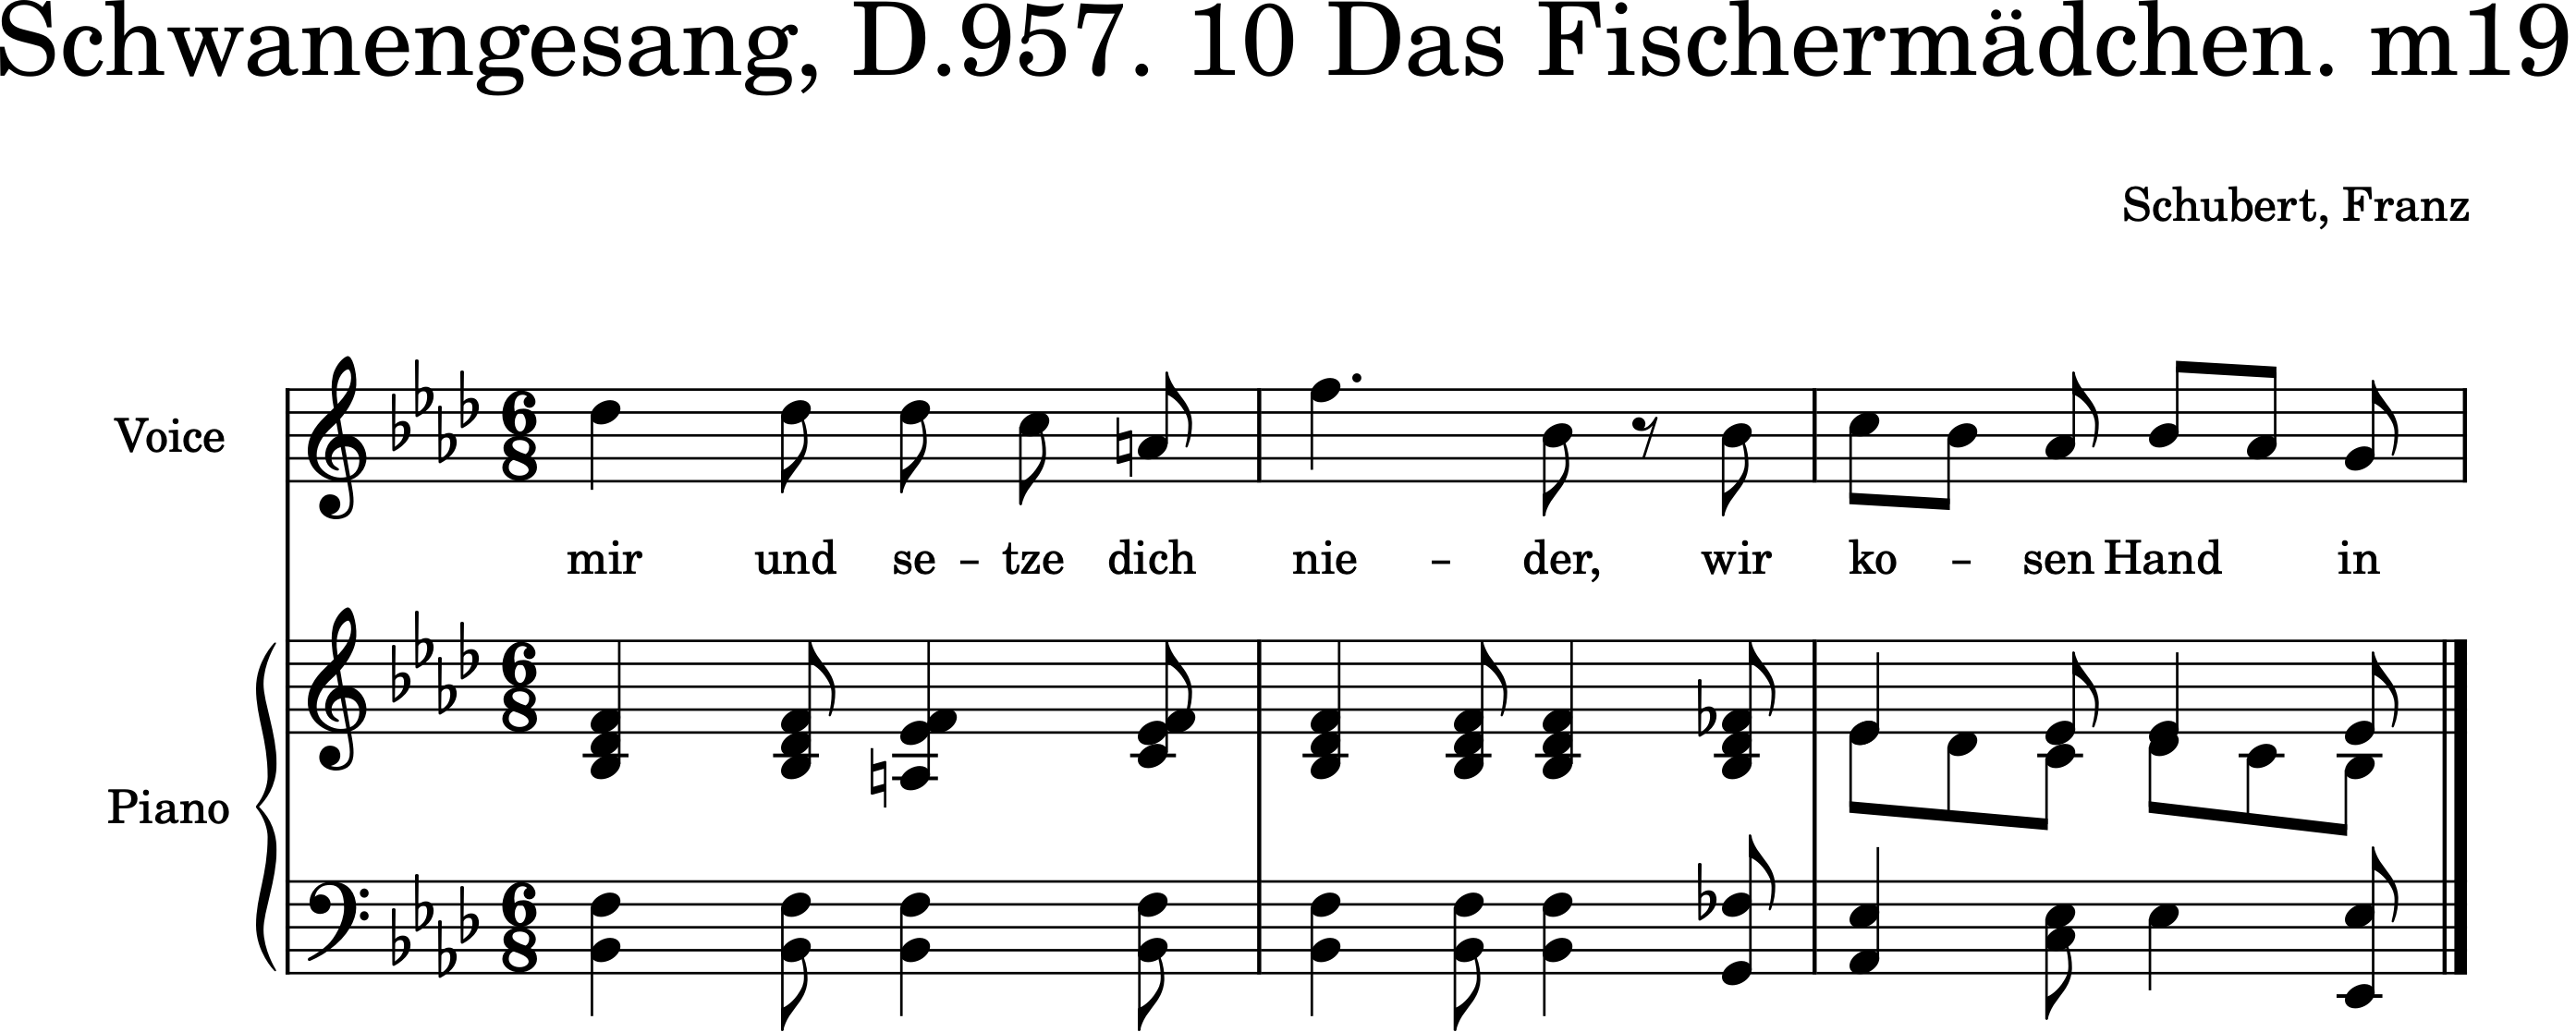 Schwanengesang, D.957. 10 Das Fischermädchen. m19
Schubert, Franz
Voice
mir und se – tze dich nie – der, wir ko – sen Hand in
Piano